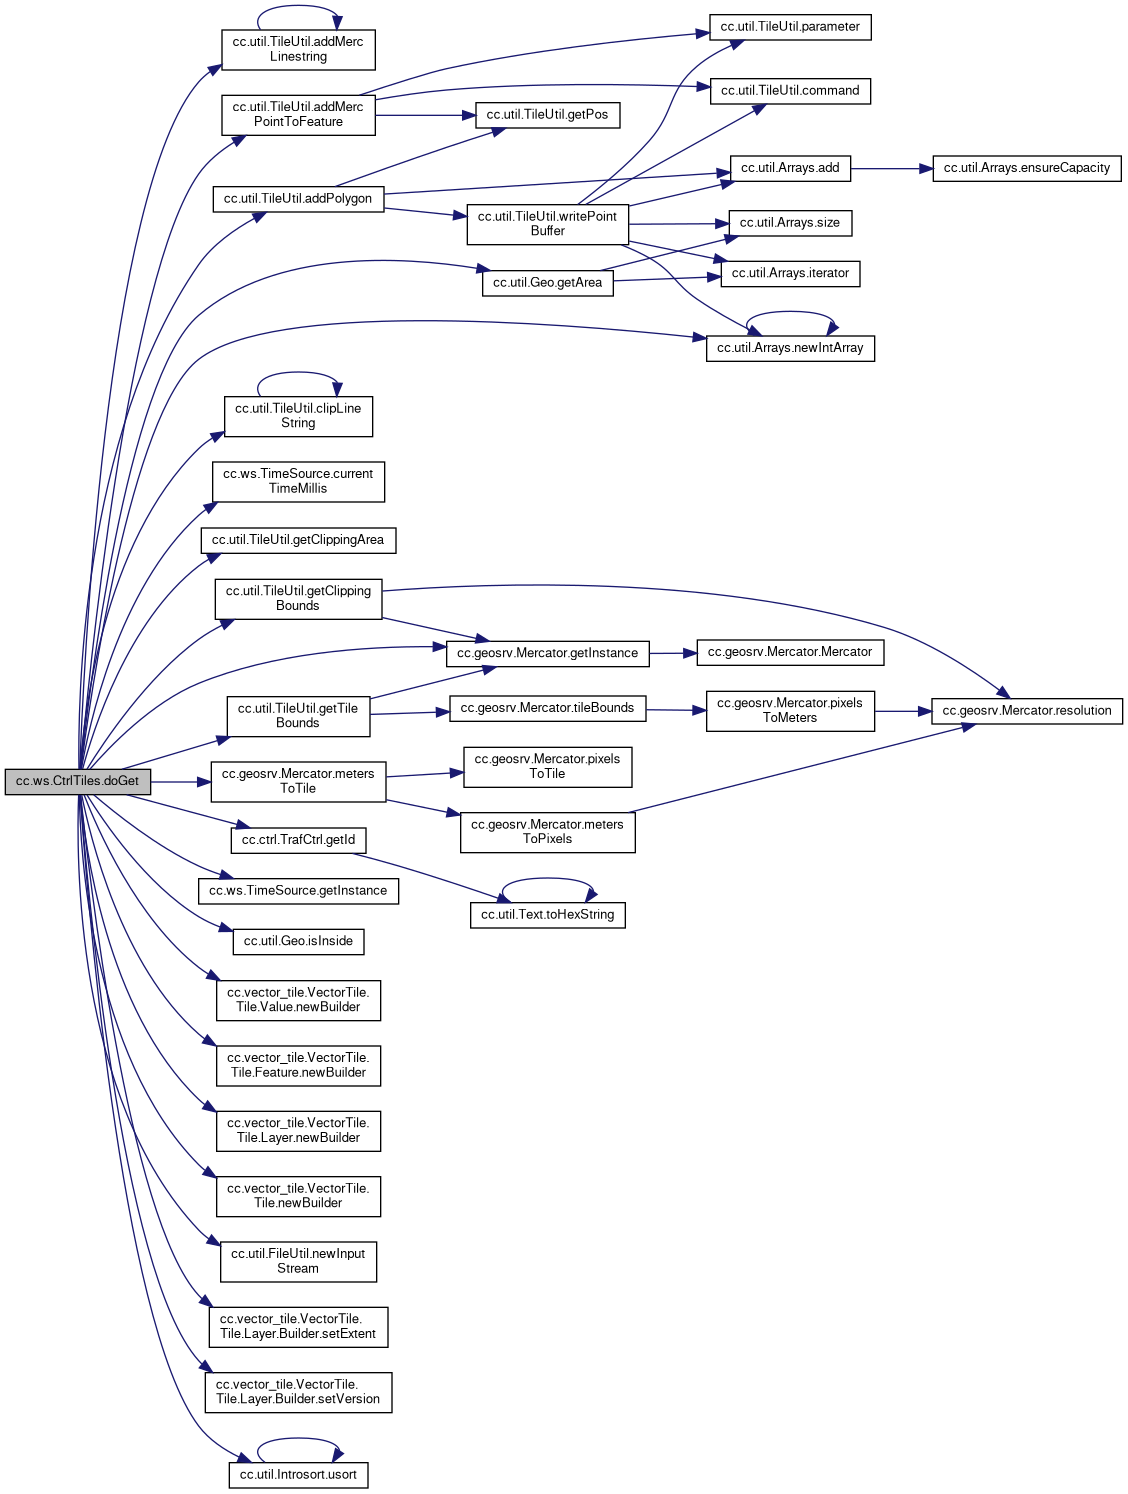 cc.util.TileUtil.addMerc
Linestring
cc.util.TileUtil.parameter
cc.util.TileUtil.addMerc
PointToFeature
cc.util.TileUtil.command
cc.util.TileUtil.getPos
cc.util.Arrays.add
cc.util.Arrays.ensureCapacity
cc.util.TileUtil.addPolygon
cc.util.TileUtil.writePoint
Buffer
cc.util.Arrays.size
cc.util.Geo.getArea
cc.util.Arrays.iterator
cc.util.Arrays.newIntArray
cc.util.TileUtil.clipLine
String
cc.ws.TimeSource.current
TimeMillis
cc.util.TileUtil.getClippingArea
cc.util.TileUtil.getClipping
Bounds
cc.geosrv.Mercator.getInstance
cc.geosrv.Mercator.Mercator
cc.util.TileUtil.getTile
Bounds
cc.geosrv.Mercator.tileBounds
cc.geosrv.Mercator.pixels
ToMeters
cc.geosrv.Mercator.resolution
cc.ws.CtrlTiles.doGet
cc.geosrv.Mercator.meters
ToTile
cc.geosrv.Mercator.pixels
ToTile
cc.geosrv.Mercator.meters
ToPixels
cc.ctrl.TrafCtrl.getId
cc.ws.TimeSource.getInstance
cc.util.Text.toHexString
cc.util.Geo.isInside
cc.vector_tile.VectorTile.
Tile.Value.newBuilder
cc.vector_tile.VectorTile.
Tile.Feature.newBuilder
cc.vector_tile.VectorTile.
Tile.Layer.newBuilder
cc.vector_tile.VectorTile.
Tile.newBuilder
cc.util.FileUtil.newInput
Stream
cc.vector_tile.VectorTile.
Tile.Layer.Builder.setExtent
cc.vector_tile.VectorTile.
Tile.Layer.Builder.setVersion
cc.util.Introsort.usort